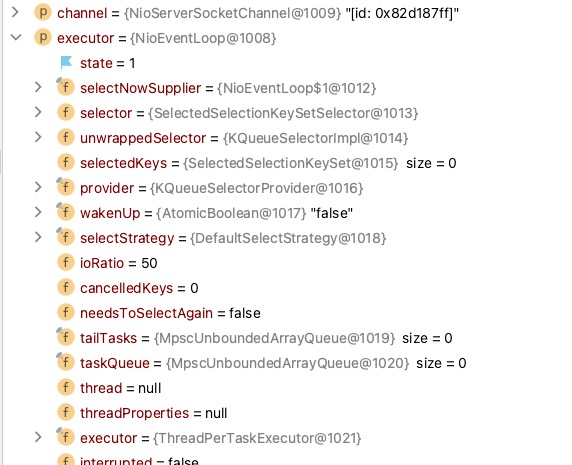 p channel = {NioServerSocketChannel@1009} "[id: 0x82d187ff]"
p executor = {NioEventLoop@1008}
state = 1
f selectNowSupplier = {NioEventLoop$1@1012}
f selector = {SelectedSelectionKeySetSelector@1013}
f unwrappedSelector = {KQueueSelectorImpl@1014}
f selectedKeys = {SelectedSelectionKeySet@1015} size = 0
f provider = {KQueueSelectorProvider@1016}
f wakenUp = {AtomicBoolean@1017} "false"
f selectStrategy = {DefaultSelectStrategy@1018}
f ioRatio = 50
f cancelledKeys = 0
f needsToSelectAgain = false
f tailTasks = {MpscUnboundedArrayQueue@1019} size = 0
f taskQueue = {MpscUnboundedArrayQueue@1020} size = 0
f thread = null
f threadProperties = null
f executor = {ThreadPerTaskExecutor@1021}
f interrupted = false